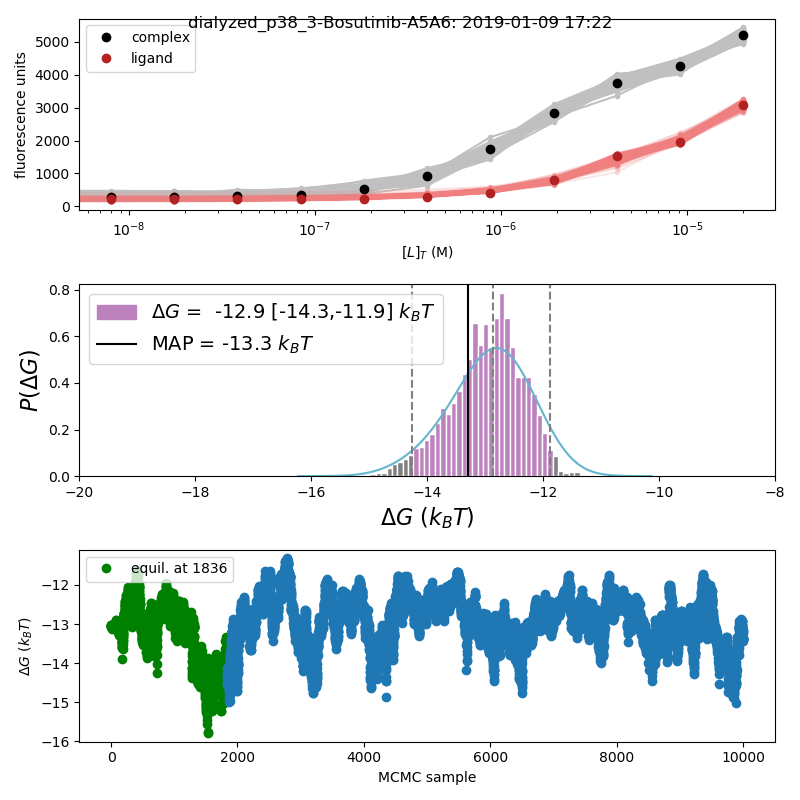 dialyzed_p38_3-Bosutinib-A5A6: 2019-01-09 17:22
fluorescence units
5000
4000
3000
2000
1000
0
complex
ligand
10⁻⁸ 10⁻⁷ 10⁻⁶ 10⁻⁵
[L]_T (M)
P(ΔG)
0.8
0.6
0.4
0.2
0.0
ΔG = -12.9 [-14.3,-11.9] k_BT
MAP = -13.3 k_BT
−20 −18 −16 −14 −12 −10 −8
ΔG (k_BT)
ΔG (k_BT)
−12
−13
−14
−15
−16
equil. at 1836
0 2000 4000 6000 8000 10000
MCMC sample